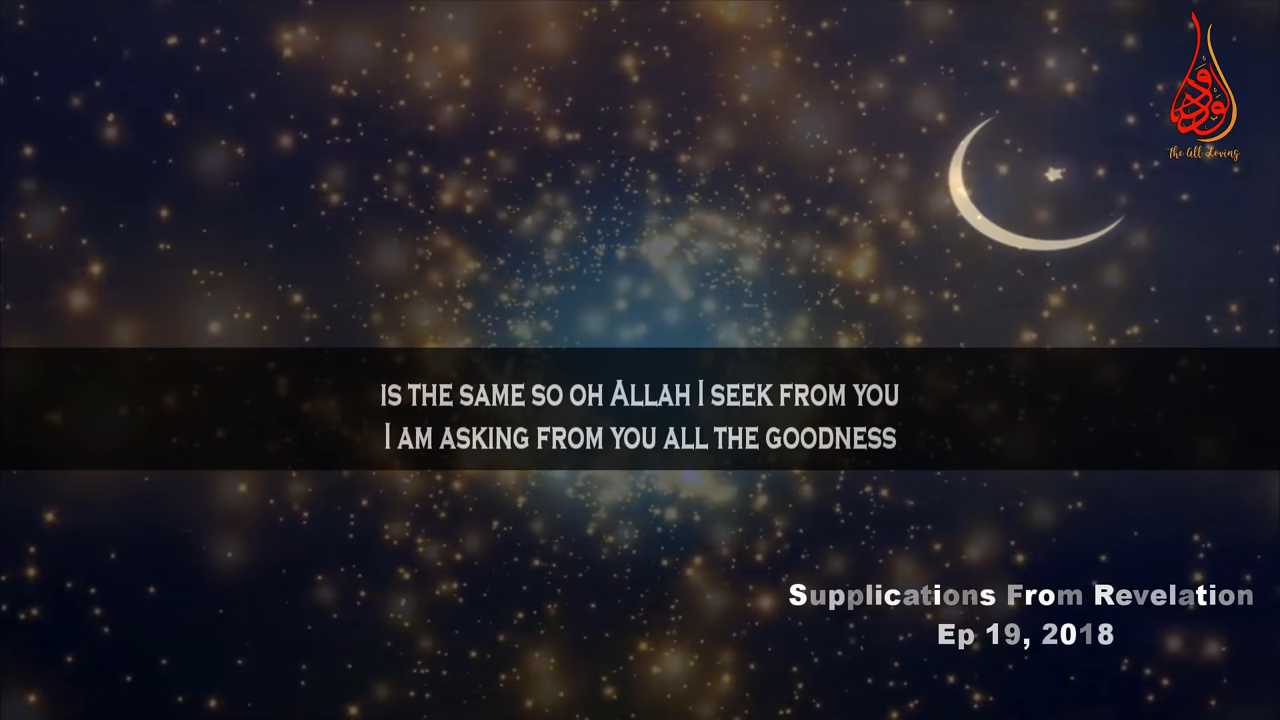 الودود
The All Loving
is the same so oh Allah I seek from you
I am asking from you all the goodness
Supplications From Revelation
Ep 19, 2018